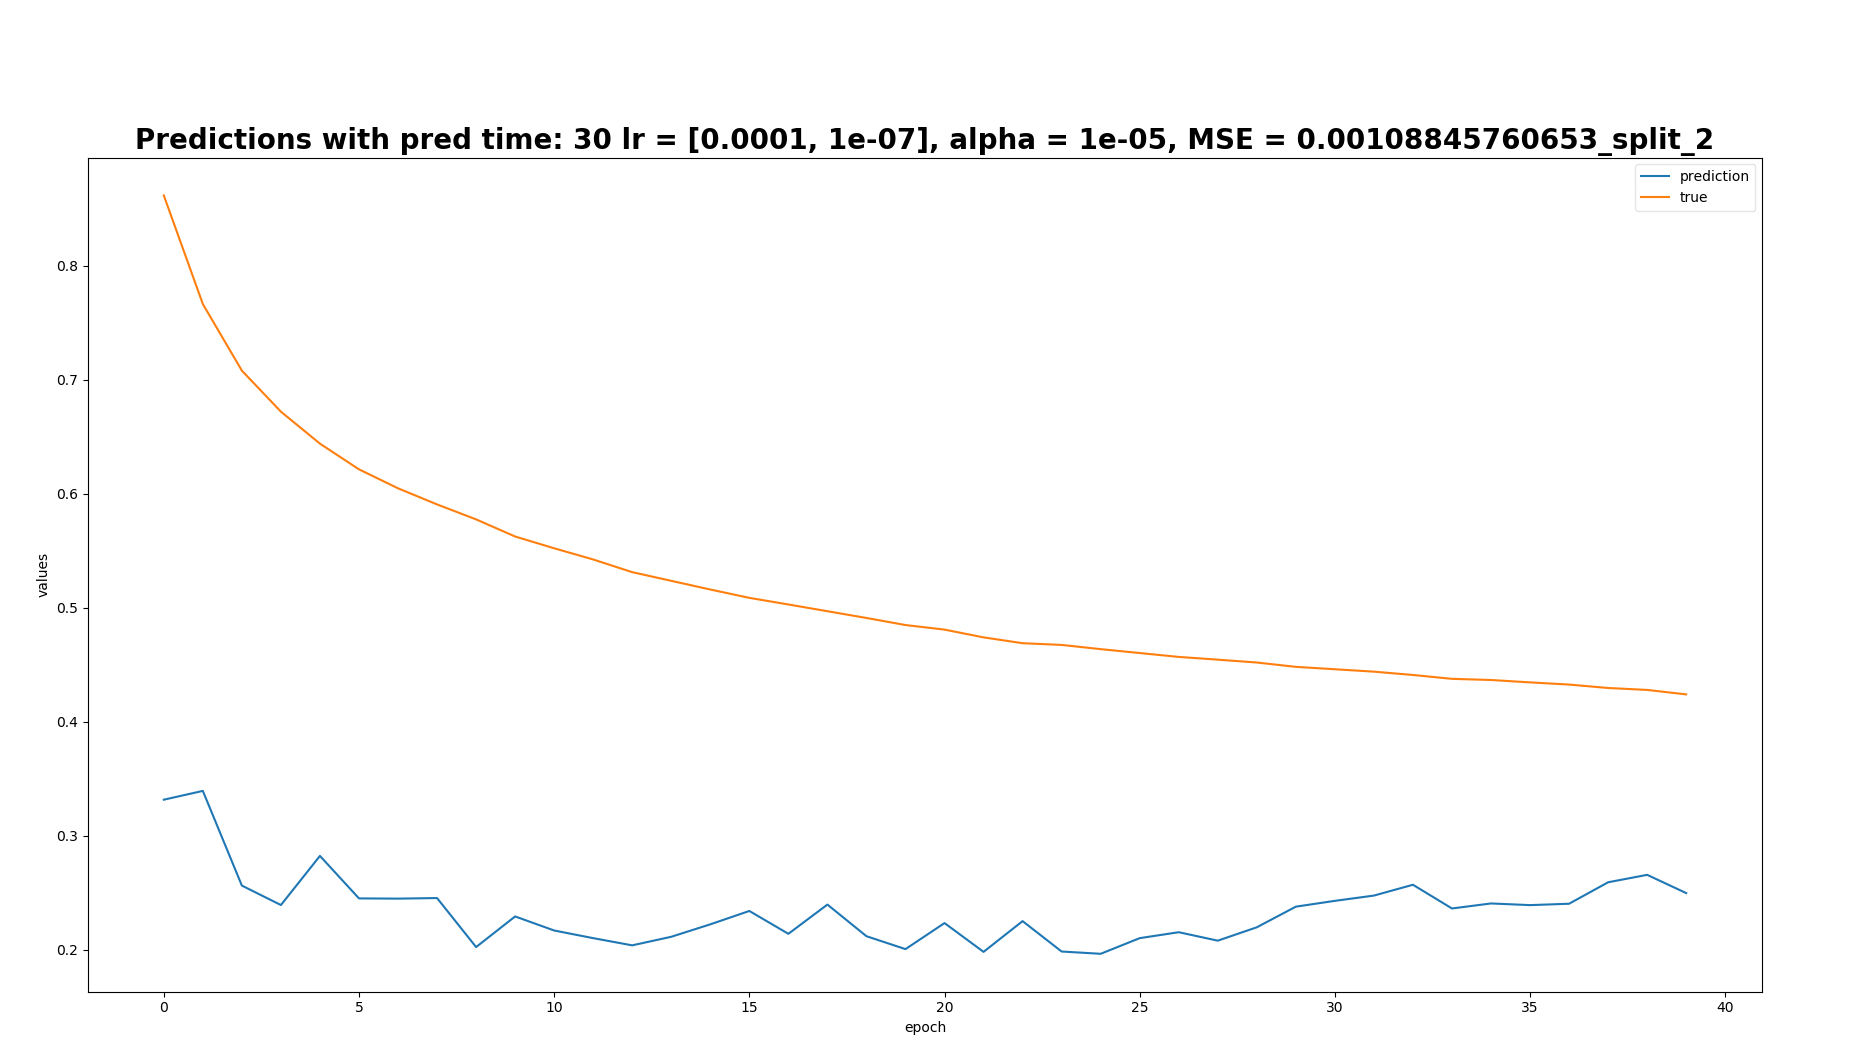 Predictions with pred time: 30 lr = [0.0001, 1e-07], alpha = 1e-05, MSE = 0.00108845760653_split_2
prediction
true
0.8
0.7
0.6
0.5
0.4
0.3
0.2
values
0 5 10 15 20 25 30 35 40
epoch